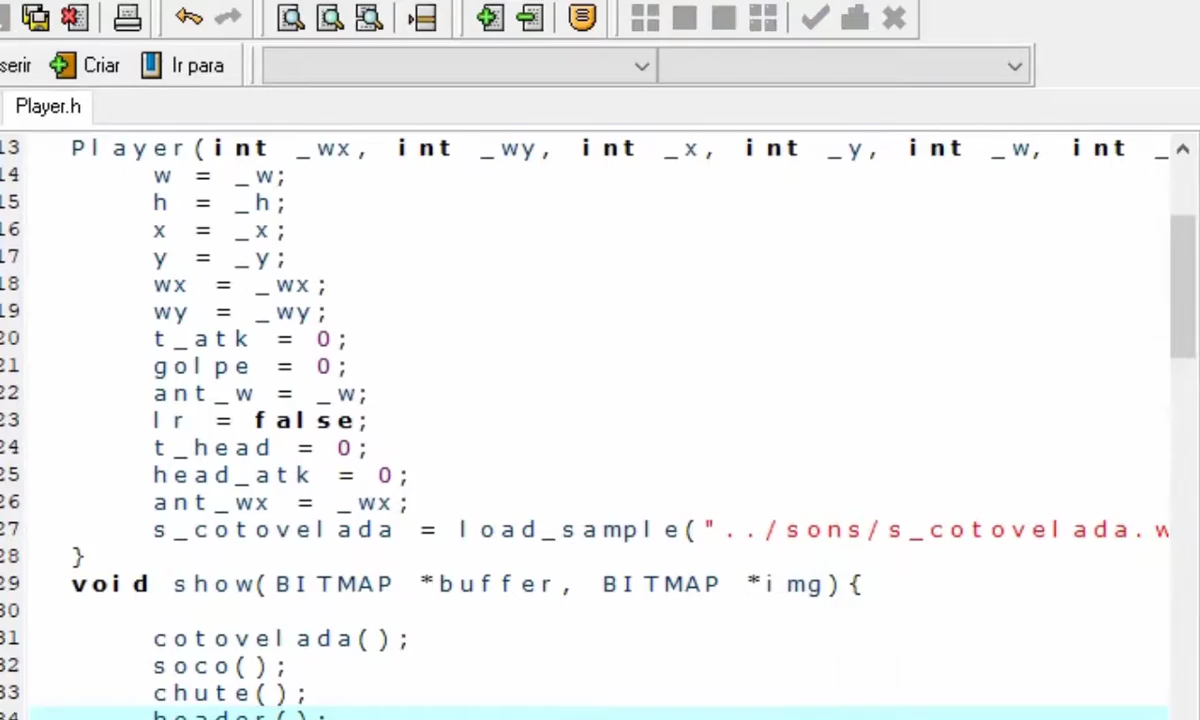 serir Criar Ir para
Player.h
13 Player(int _wx, int _wy, int _x, int _y, int _w, int _
14 w = _w;
15 h = _h;
16 x = _x;
17 y = _y;
18 wx = _wx;
19 wy = _wy;
20 t_atk = 0;
21 golpe = 0;
22 ant_w = _w;
23 lr = false;
24 t_head = 0;
25 head_atk = 0;
26 ant_wx = _wx;
27 s_cotovelada = load_sample("../sons/s_cotovelada.w
28 }
29 void show(BITMAP *buffer, BITMAP *img){
30
31 cotovelada();
32 soco();
33 chute();
34 header();